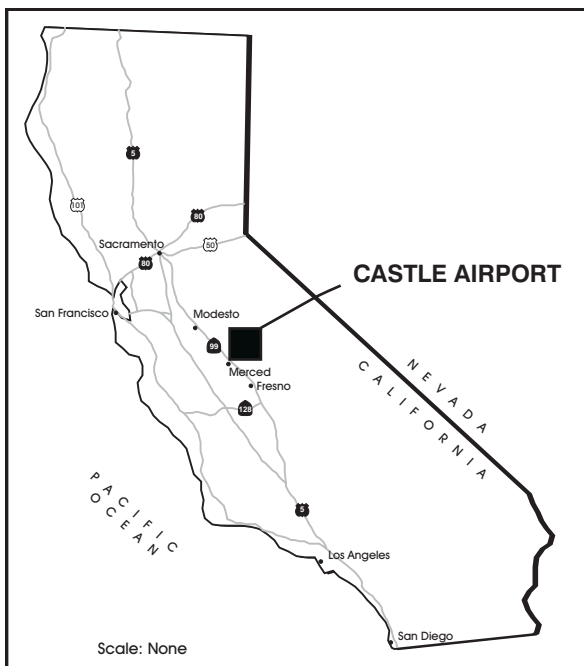 5
101
80
50
Sacramento
80
CASTLE AIRPORT
San Francisco
Modesto
99
Merced
Fresno
128
NEVADA
CALIFORNIA
PACIFIC
OCEAN
5
Los Angeles
San Diego
Scale: None